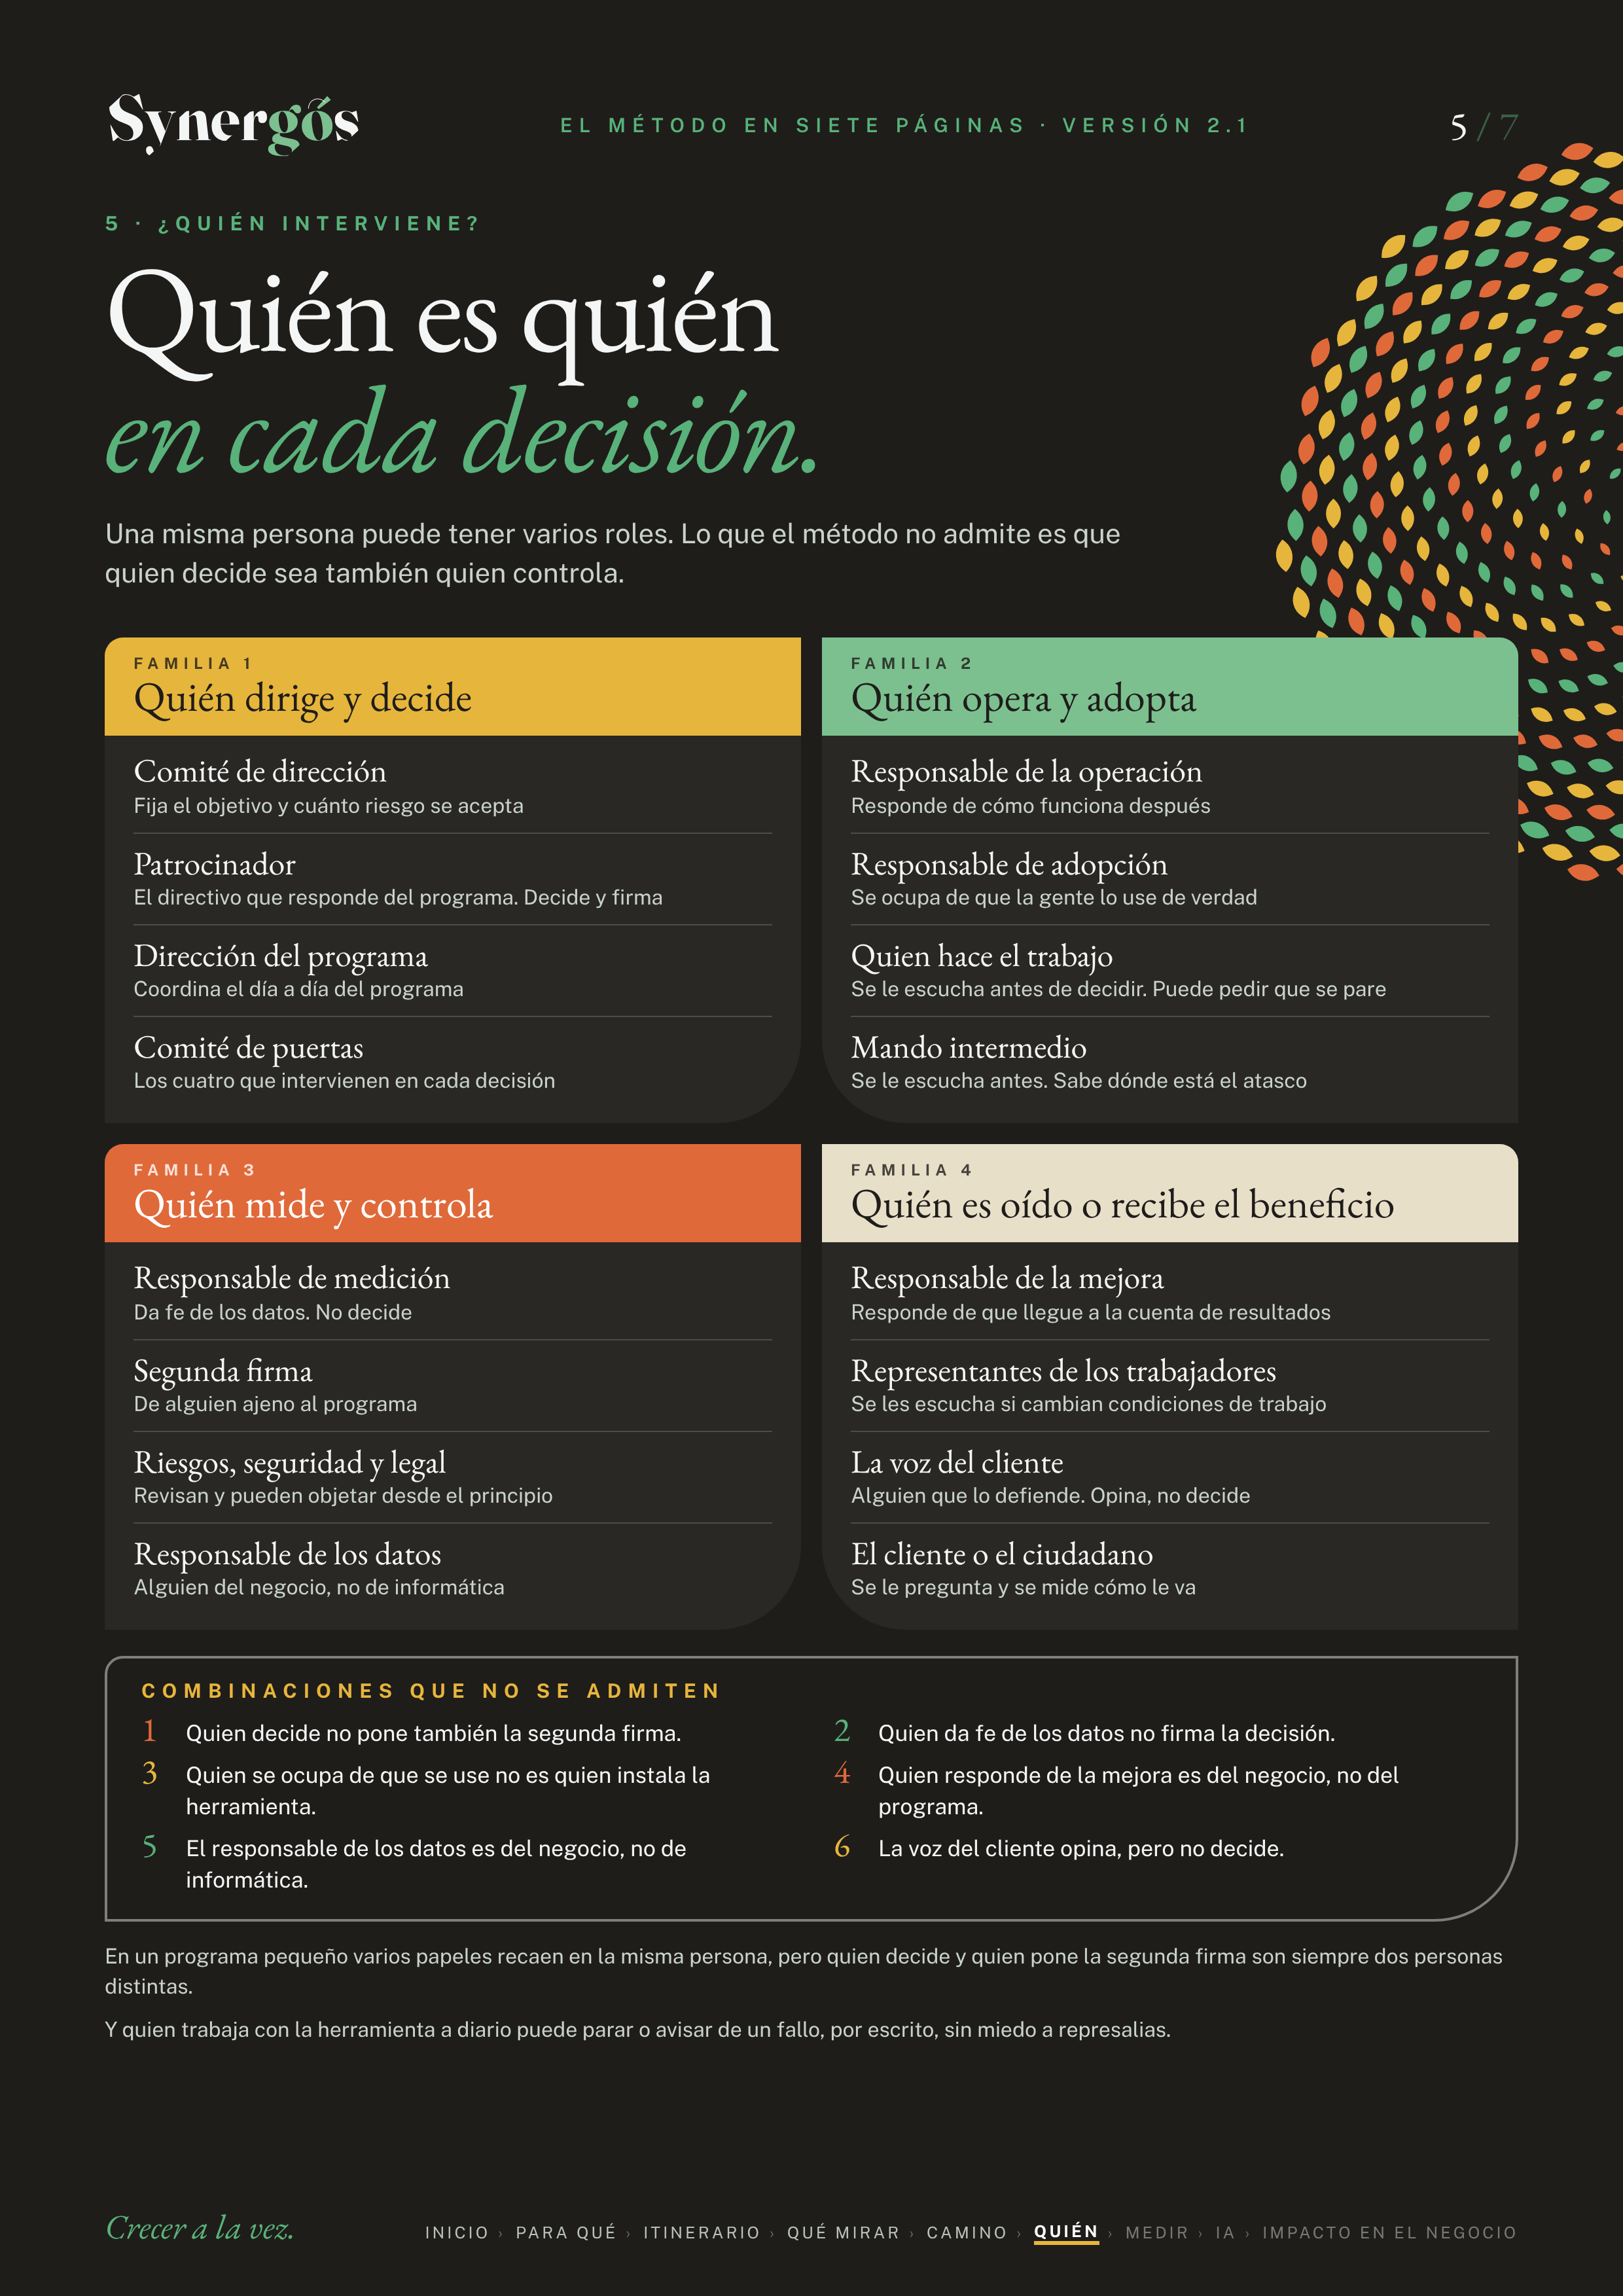 Synergós
EL MÉTODO EN SIETE PÁGINAS · VERSIÓN 2.1
5 / 7
5 · ¿QUIÉN INTERVIENE?
Quién es quién
en cada decisión.
Una misma persona puede tener varios roles. Lo que el método no admite es que
quien decide sea también quien controla.
FAMILIA 1
Quién dirige y decide
Comité de dirección
Fija el objetivo y cuánto riesgo se acepta
Patrocinador
El directivo que responde del programa. Decide y firma
Dirección del programa
Coordina el día a día del programa
Comité de puertas
Los cuatro que intervienen en cada decisión
FAMILIA 2
Quién opera y adopta
Responsable de la operación
Responde de cómo funciona después
Responsable de adopción
Se ocupa de que la gente lo use de verdad
Quien hace el trabajo
Se le escucha antes de decidir. Puede pedir que se pare
Mando intermedio
Se le escucha antes. Sabe dónde está el atasco
FAMILIA 3
Quién mide y controla
Responsable de medición
Da fe de los datos. No decide
Segunda firma
De alguien ajeno al programa
Riesgos, seguridad y legal
Revisan y pueden objetar desde el principio
Responsable de los datos
Alguien del negocio, no de informática
FAMILIA 4
Quién es oído o recibe el beneficio
Responsable de la mejora
Responde de que llegue a la cuenta de resultados
Representantes de los trabajadores
Se les escucha si cambian condiciones de trabajo
La voz del cliente
Alguien que lo defiende. Opina, no decide
El cliente o el ciudadano
Se le pregunta y se mide cómo le va
COMBINACIONES QUE NO SE ADMITEN
1 Quien decide no pone también la segunda firma.
2 Quien da fe de los datos no firma la decisión.
3 Quien se ocupa de que se use no es quien instala la
herramienta.
4 Quien responde de la mejora es del negocio, no del
programa.
5 El responsable de los datos es del negocio, no de
informática.
6 La voz del cliente opina, pero no decide.
En un programa pequeño varios papeles recaen en la misma persona, pero quien decide y quien pone la segunda firma son siempre dos personas
distintas.
Y quien trabaja con la herramienta a diario puede parar o avisar de un fallo, por escrito, sin miedo a represalias.
Crecer a la vez.
INICIO › PARA QUÉ › ITINERARIO › QUÉ MIRAR › CAMINO › QUIÉN › MEDIR › IA › IMPACTO EN EL NEGOCIO